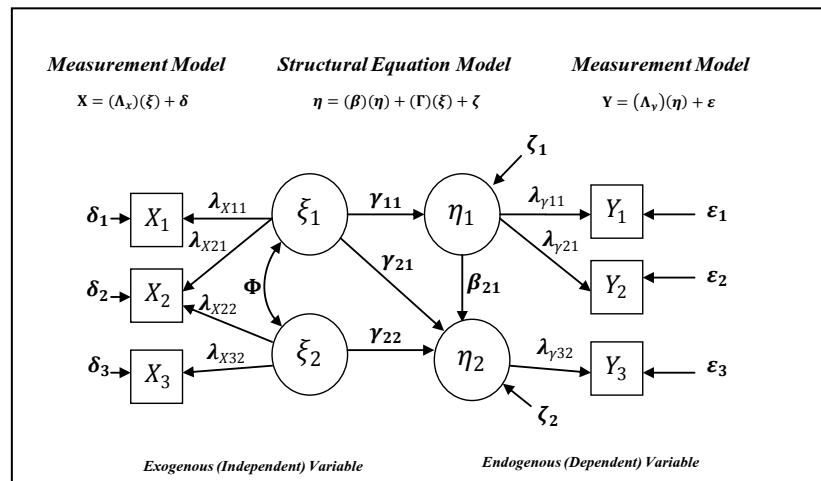 Measurement Model Structural Equation Model Measurement Model
X = (Λₓ)(ξ) + δ η = (β)(η) + (Γ)(ξ) + ζ Y = (Λᵧ)(η) + ε
ζ₁
δ₁ X₁ λX11 ξ₁ γ₁₁ η₁ λγ11 Y₁ ε₁
λX21 λγ21
γ₂₁
δ₂ X₂ Φ β₂₁ Y₂ ε₂
λX22
γ₂₂
δ₃ X₃ λX32 ξ₂ η₂ λγ32 Y₃ ε₃
ζ₂
Exogenous (Independent) Variable Endogenous (Dependent) Variable